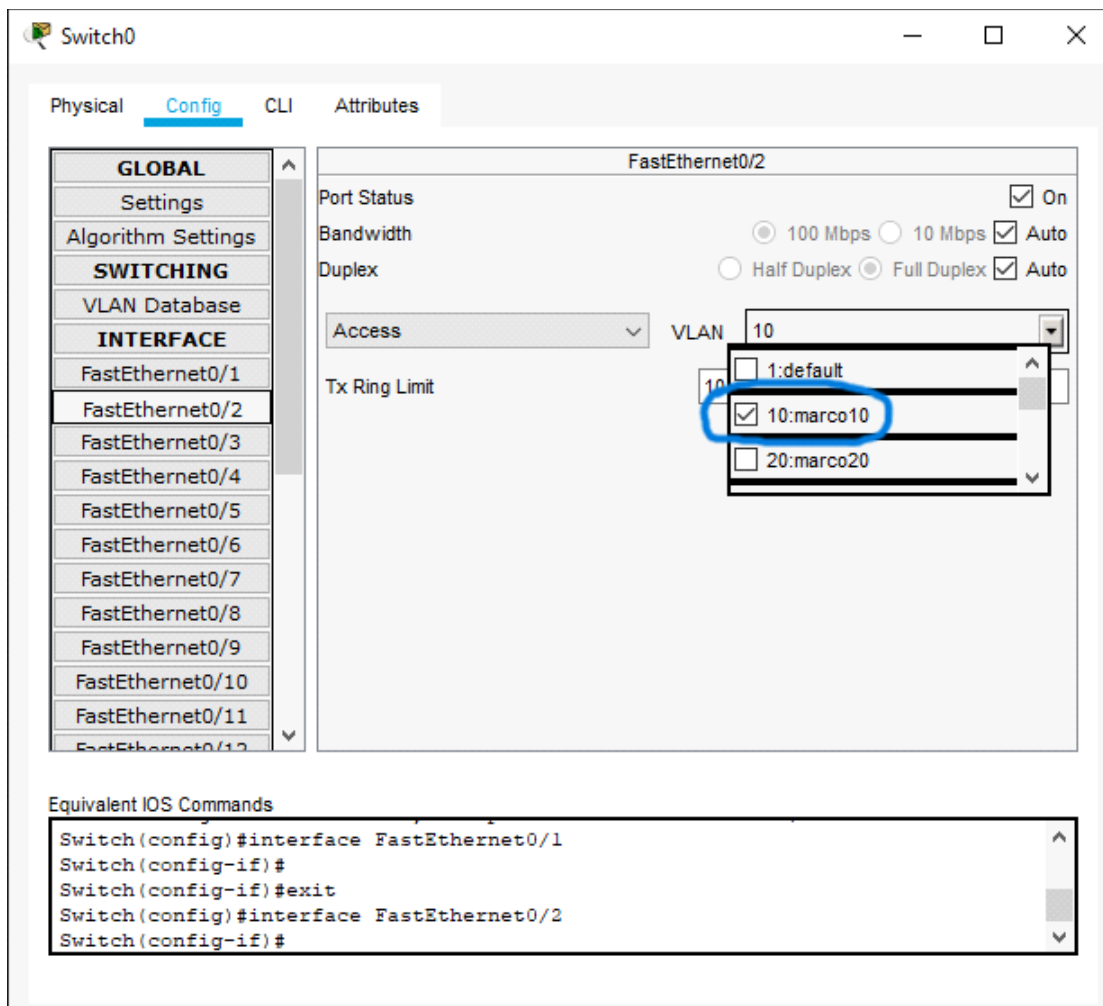 Switch0
Physical Config CLI Attributes
GLOBAL
Settings
Algorithm Settings
SWITCHING
VLAN Database
INTERFACE
FastEthernet0/1
FastEthernet0/2
FastEthernet0/3
FastEthernet0/4
FastEthernet0/5
FastEthernet0/6
FastEthernet0/7
FastEthernet0/8
FastEthernet0/9
FastEthernet0/10
FastEthernet0/11
FastEthernet0/12
FastEthernet0/2
Port Status On
Bandwidth 100 Mbps 10 Mbps Auto
Duplex Half Duplex Full Duplex Auto
Access VLAN 10
1:default
Tx Ring Limit 10
10:marco10
20:marco20
Equivalent IOS Commands
Switch(config)#interface FastEthernet0/1
Switch(config-if)#
Switch(config-if)#exit
Switch(config)#interface FastEthernet0/2
Switch(config-if)#